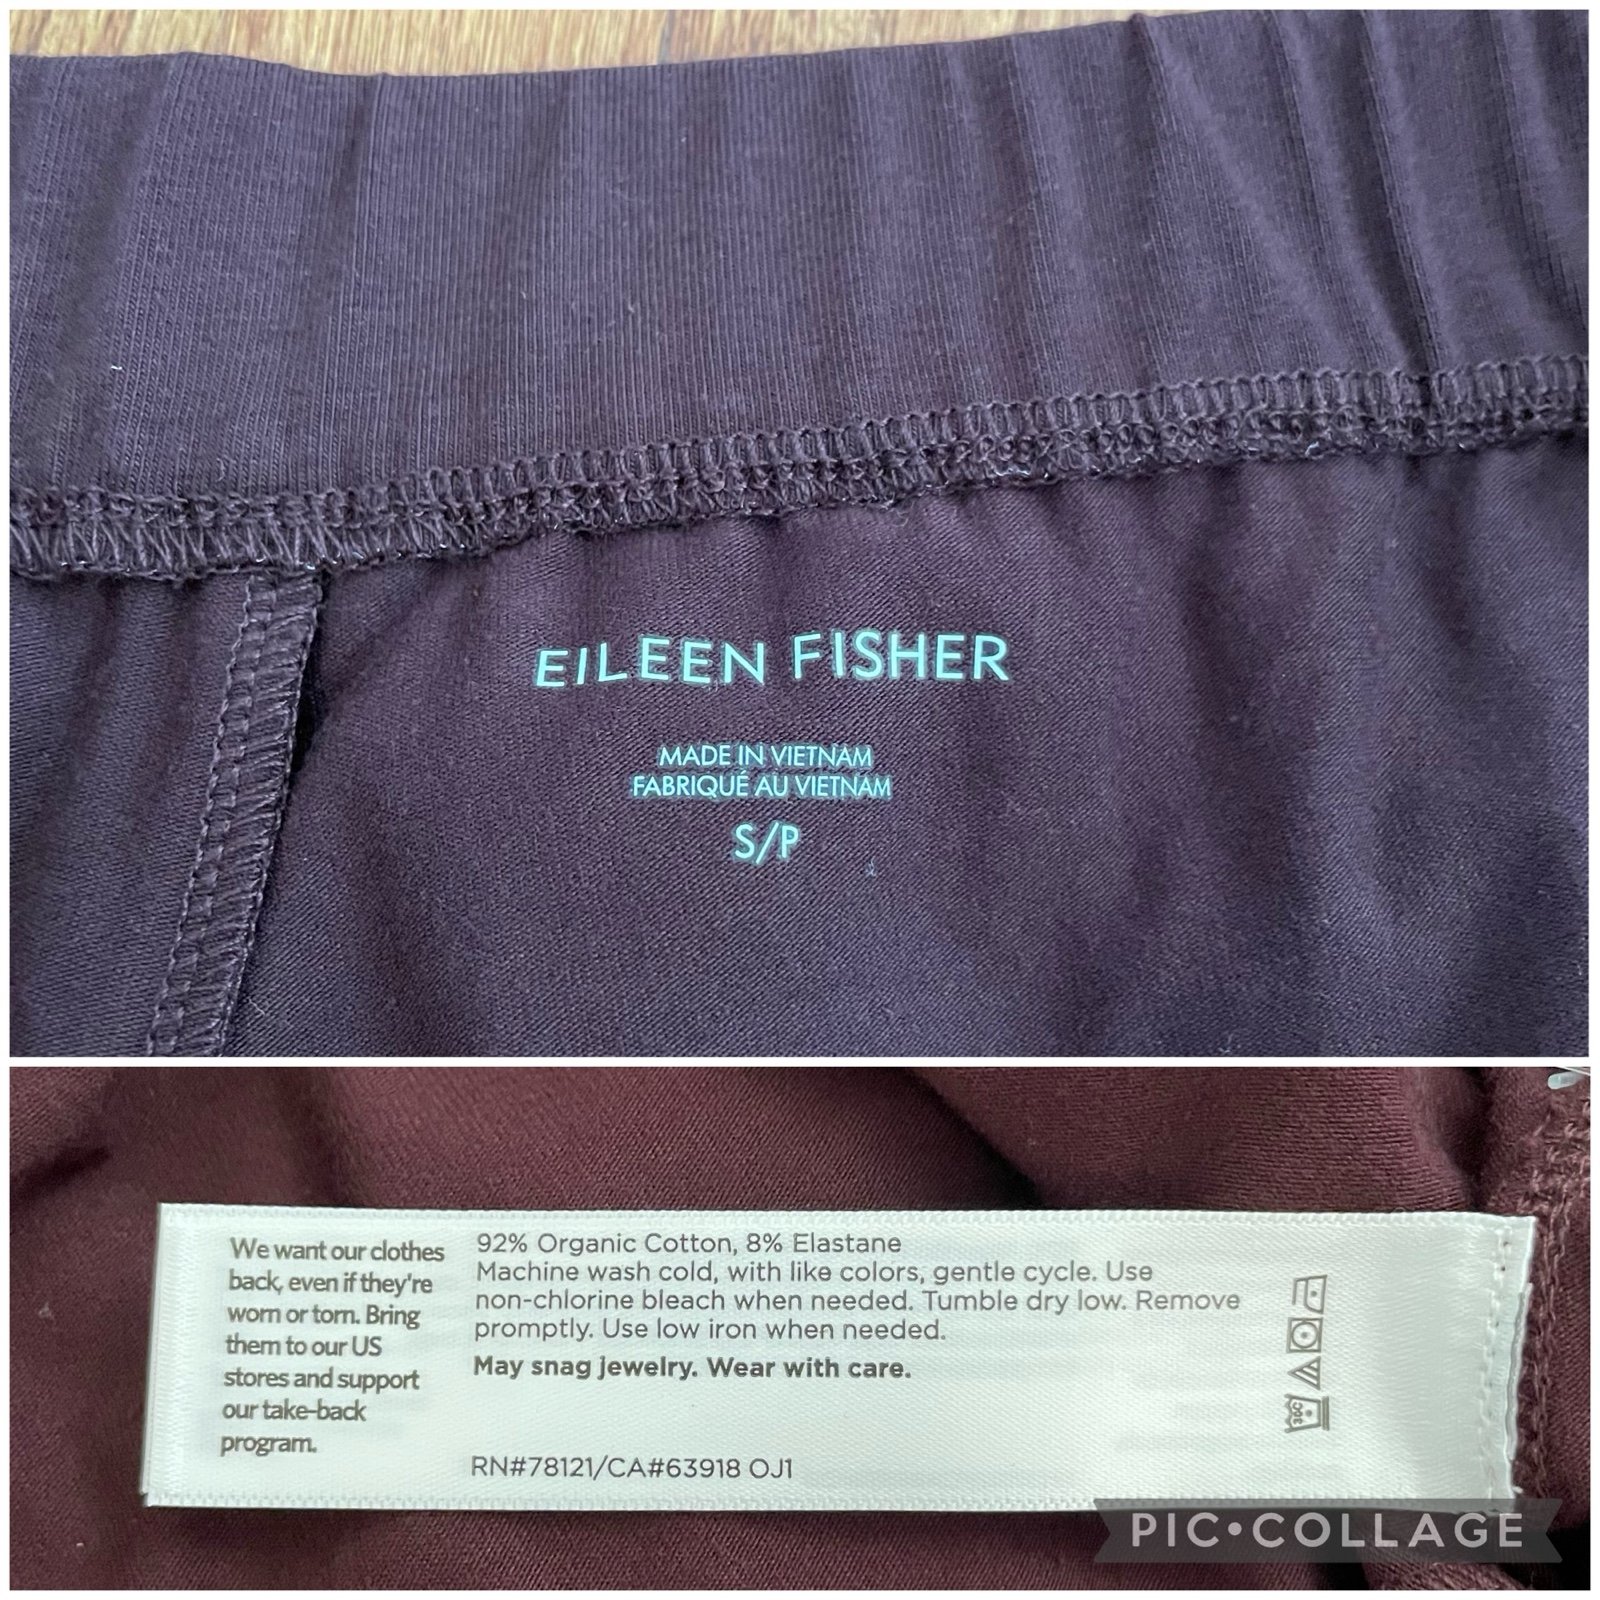 EILEEN FISHER
MADE IN VIETNAM
FABRIQUÉ AU VIETNAM
S/P
We want our clothes
back, even if they're
worn or torn. Bring
them to our US
stores and support
our take-back
program.
92% Organic Cotton, 8% Elastane
Machine wash cold, with like colors, gentle cycle. Use
non-chlorine bleach when needed. Tumble dry low. Remove
promptly. Use low iron when needed.
May snag jewelry. Wear with care.
RN#78121/CA#63918 OJ1
30C
PIC•COLLAGE